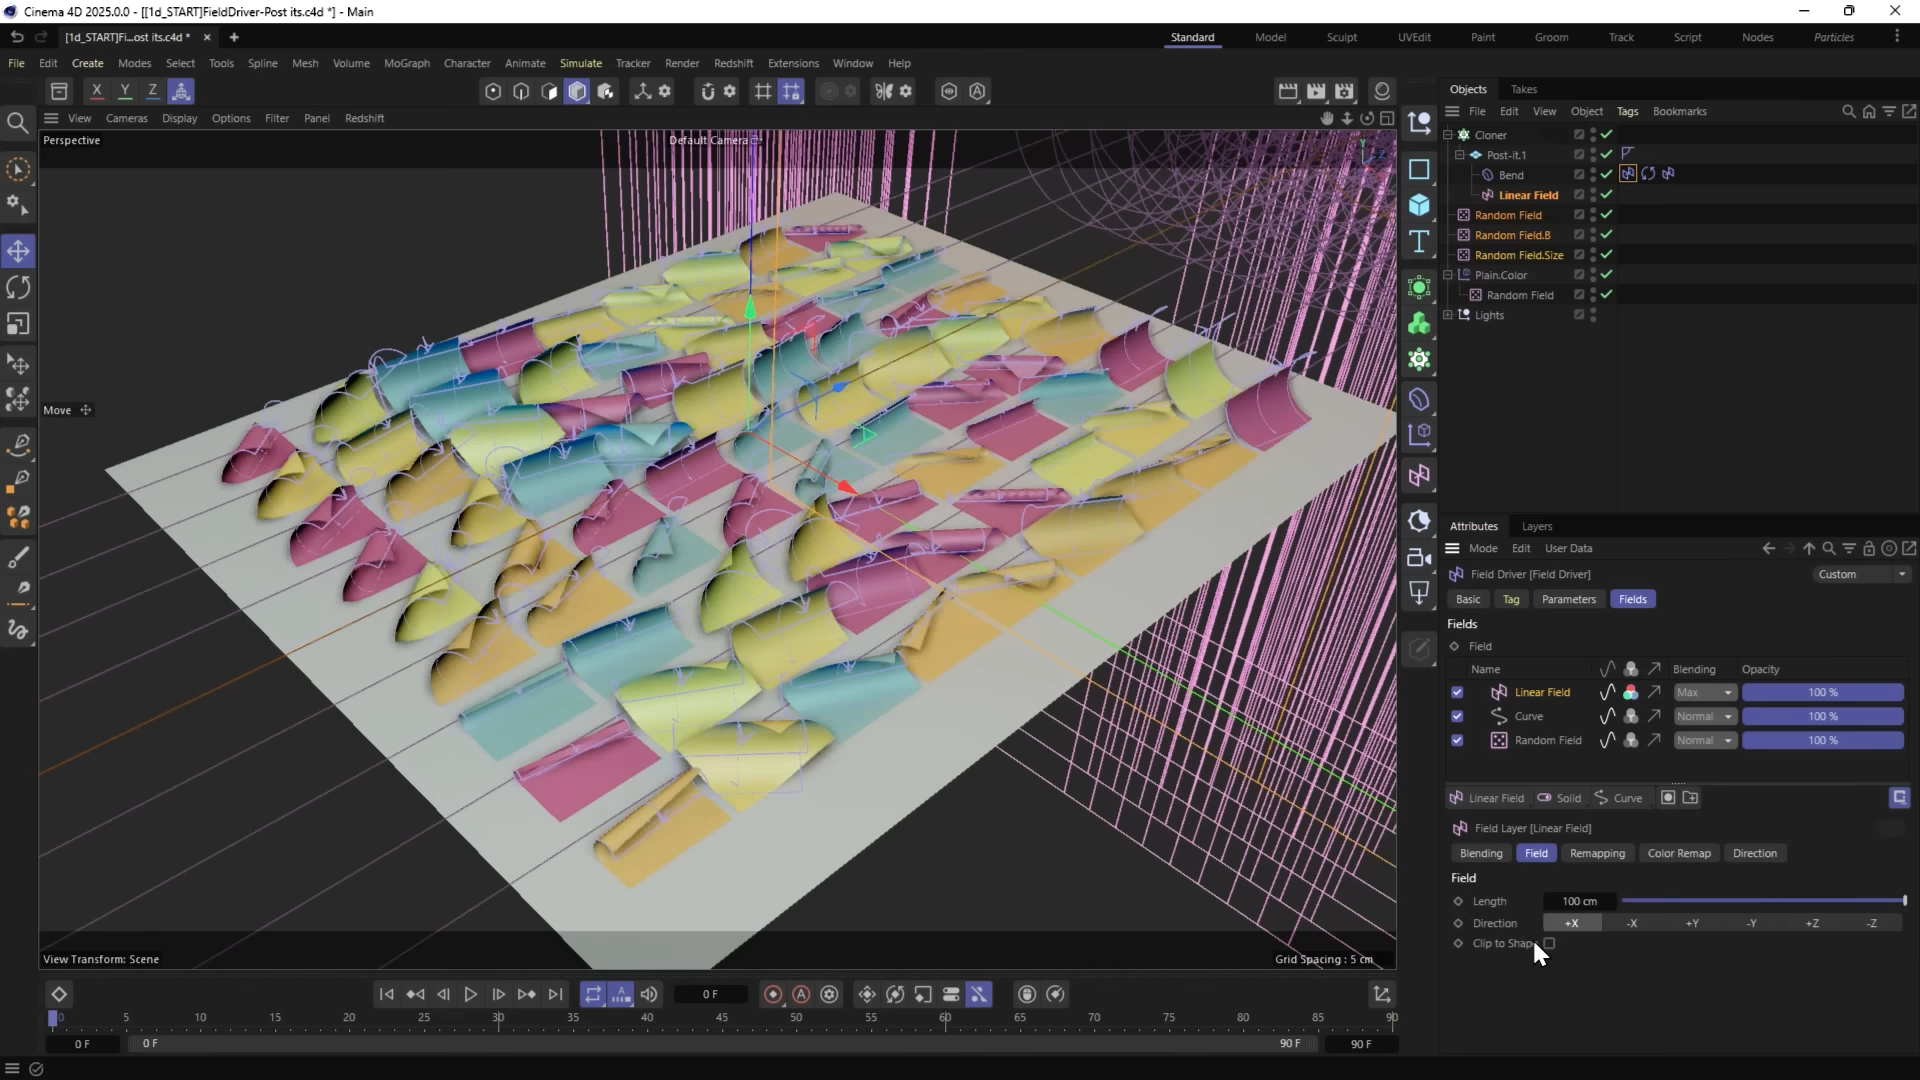 Cinema 4D 2025.0.0 - [[1d_START]FieldDriver-Post its.c4d *] - Main
[1d_START]Fi...ost its.c4d *
Standard Model Sculpt UVEdit Paint Groom Track Script Nodes Particles
File Edit Create Modes Select Tools Spline Mesh Volume MoGraph Character Animate Simulate Tracker Render Redshift Extensions Window Help
X Y Z
Objects Takes
View Cameras Display Options Filter Panel Redshift
File Edit View Object Tags Bookmarks
Perspective
Default Camera
Cloner
Post-it.1
Bend
Linear Field
Random Field
Random Field.B
Random Field.Size
Plain.Color
Random Field
Lights
Move
Attributes Layers
Mode Edit User Data
Field Driver [Field Driver]
Custom
Basic Tag Parameters Fields
Fields
Field
Name Blending Opacity
Linear Field Max 100 %
Curve Normal 100 %
Random Field Normal 100 %
Linear Field Solid Curve
Field Layer [Linear Field]
Blending Field Remapping Color Remap Direction
Field
Length 100 cm
Direction +X -X +Y -Y +Z -Z
Clip to Shap
View Transform: Scene
Grid Spacing : 5 cm
0 F
0 5 10 15 20 25 30 35 40 45 50 55 60 65 70 75 80 85 90
0 F 0 F 90 F 90 F